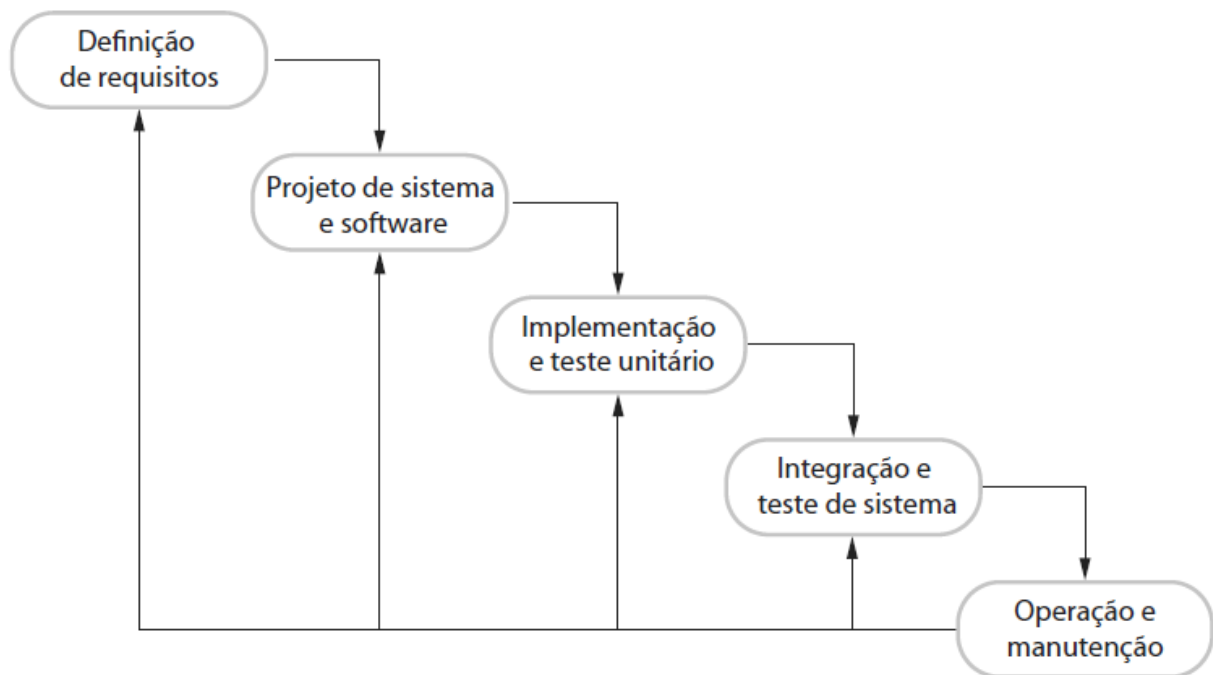 Definição
de requisitos
Projeto de sistema
e software
Implementação
e teste unitário
Integração e
teste de sistema
Operação e
manutenção